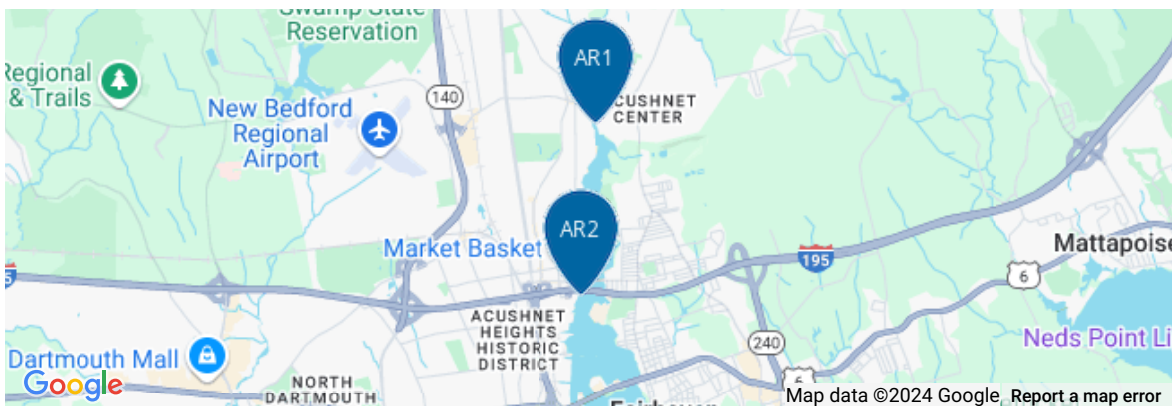 Swamp State
Reservation
AR1
Regional
& Trails
140
CUSHNET
CENTER
New Bedford
Regional
Airport
AR2
Market Basket
195
Mattapoise
6
ACUSHNET
HEIGHTS
HISTORIC
DISTRICT
240
Neds Point Li
Dartmouth Mall
6
Google
NORTH
DARTMOUTH
Fairhaven
Map data ©2024 Google, Report a map error